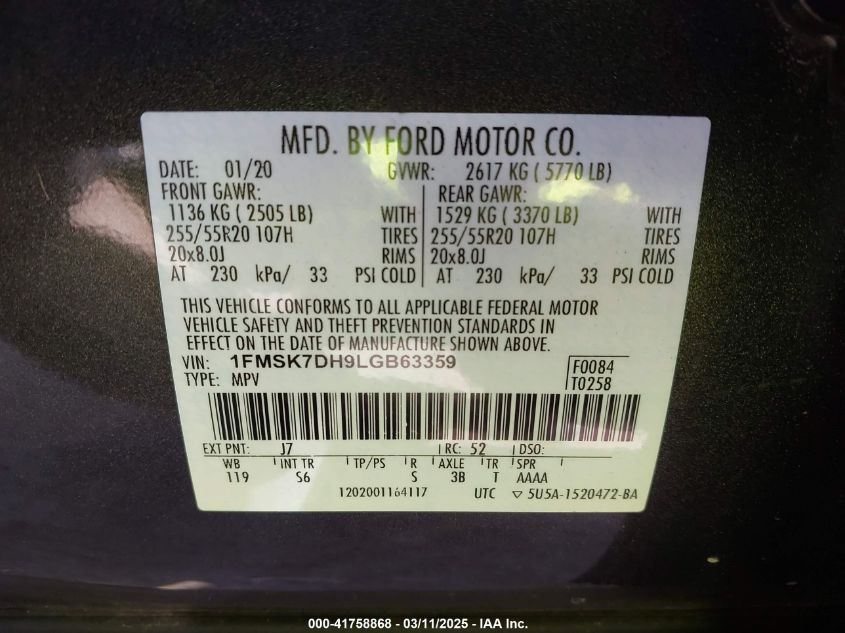 MFD. BY FORD MOTOR CO.
DATE: 01/20 GVWR: 2617 KG ( 5770 LB)
FRONT GAWR: REAR GAWR:
1136 KG ( 2505 LB) WITH 1529 KG ( 3370 LB) WITH
255/55R20 107H TIRES 255/55R20 107H TIRES
20x8.0J RIMS 20x8.0J RIMS
AT 230 kPa/ 33 PSI COLD AT 230 kPa/ 33 PSI COLD
THIS VEHICLE CONFORMS TO ALL APPLICABLE FEDERAL MOTOR
VEHICLE SAFETY AND THEFT PREVENTION STANDARDS IN
EFFECT ON THE DATE OF MANUFACTURE SHOWN ABOVE.
VIN: 1FMSK7DH9LGB63359 F0084
TYPE: MPV T0258
EXT PNT: J7 RC: 52 DSO:
WB INT TR TP/PS R AXLE TR SPR
119 S6 S 3B T AAAA
1202001164117 UTC ▽ 5U5A-1520472-BA
000-41758868 - 03/11/2025 - IAA Inc.